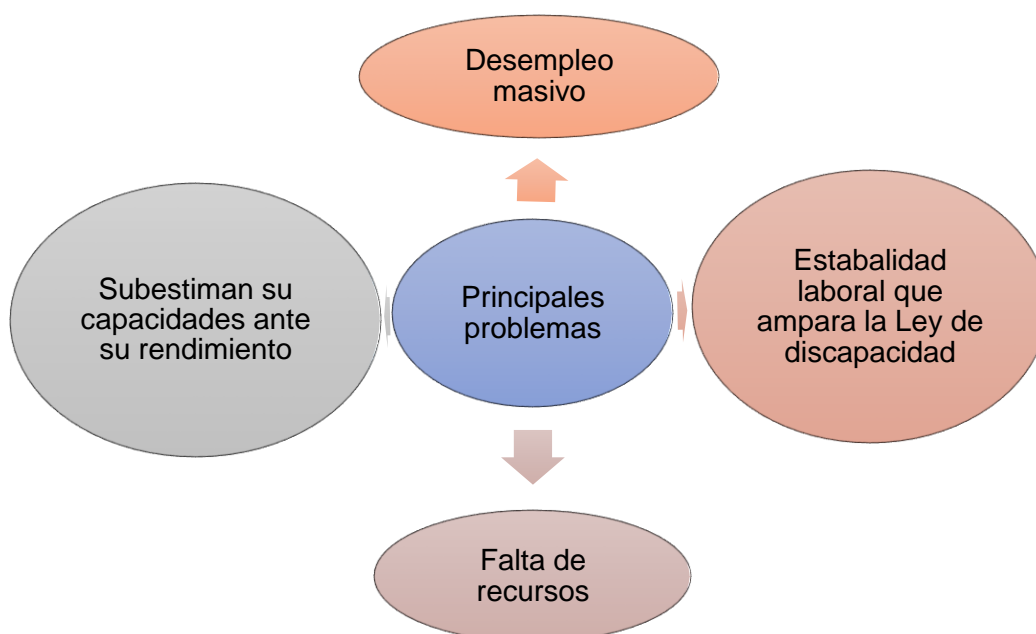 Desempleo
masivo
Subestiman su
capacidades ante
su rendimiento
Principales
problemas
Estabalidad
laboral que
ampara la Ley de
discapacidad
Falta de
recursos